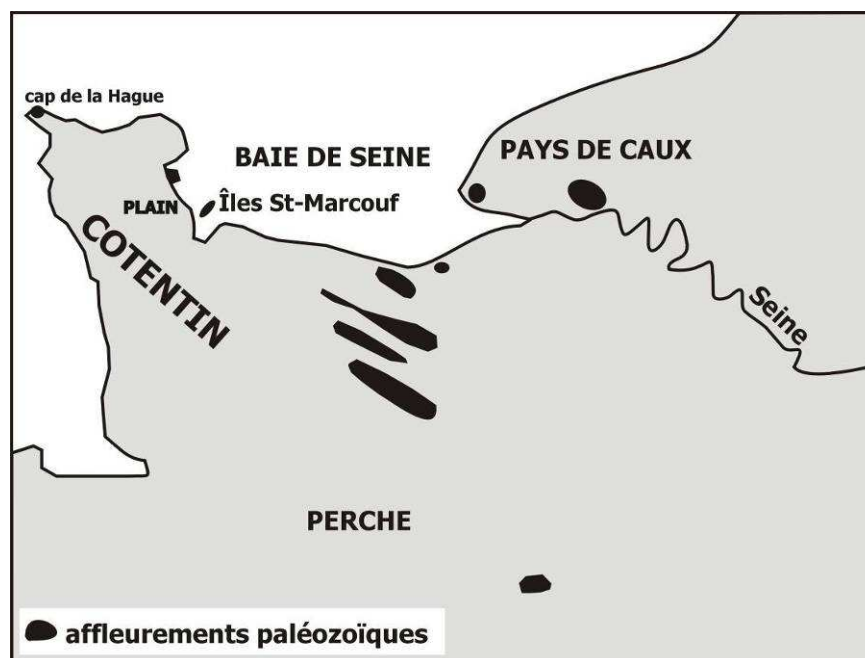 cap de la Hague
BAIE DE SEINE
PAYS DE CAUX
PLAIN
Îles St-Marcouf
COTENTIN
Seine
PERCHE
affleurements paléozoïques